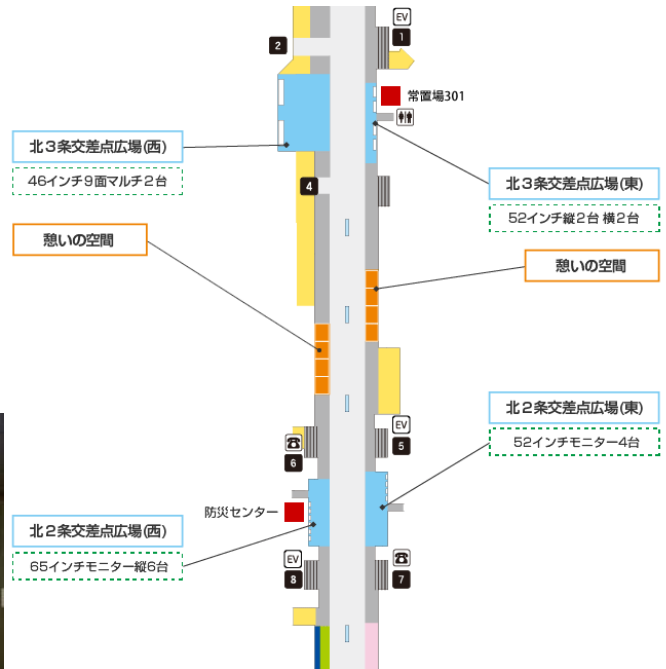 EV
1
2
常置場301
北3条交差点広場(西)
46インチ9面マルチ2台
4
北3条交差点広場(東)
52インチ縦2台 横2台
憩いの空間
憩いの空間
北2条交差点広場(東)
52インチモニター4台
EV
5
6
防災センター
北2条交差点広場(西)
65インチモニター縦6台
EV
8
7